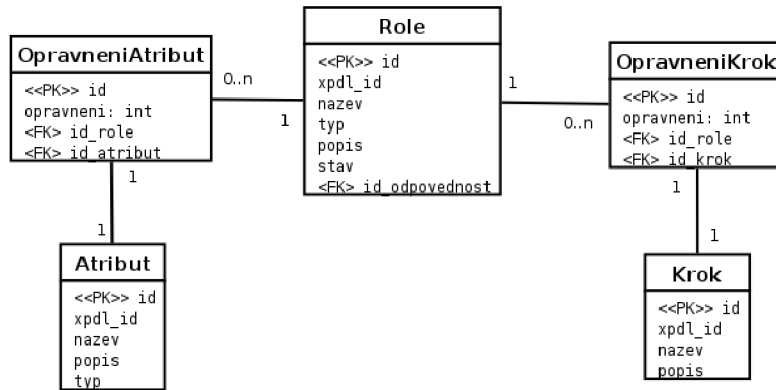 OpravneniAtribut
<<PK>> id
opravneni: int
<FK> id_role
<FK> id_atribut
0..n
1
Role
<<PK>> id
xpdl_id
nazev
typ
popis
stav
<FK> id_odpovednost
1
0..n
OpravneniKrok
<<PK>> id
opravneni: int
<FK> id_role
<FK> id_krok
1
1
Atribut
<<PK>> id
xpdl_id
nazev
popis
typ
1
1
Krok
<<PK>> id
xpdl_id
nazev
popis